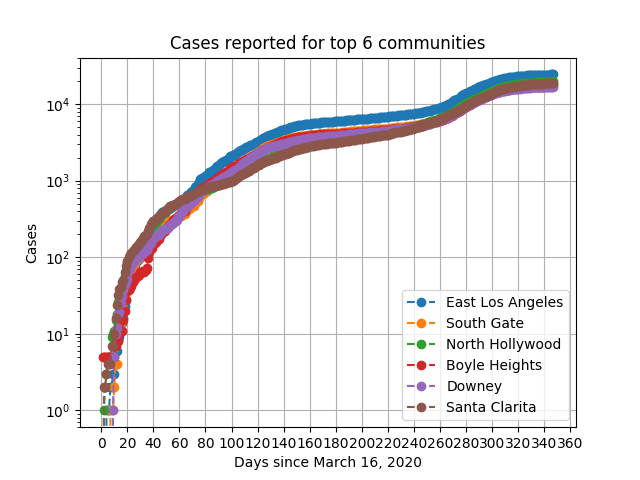 Cases reported for top 6 communities
Cases
10⁴
10³
10²
10¹
10⁰
East Los Angeles
South Gate
North Hollywood
Boyle Heights
Downey
Santa Clarita
0 20 40 60 80 100 120 140 160 180 200 220 240 260 280 300 320 340 360
Days since March 16, 2020